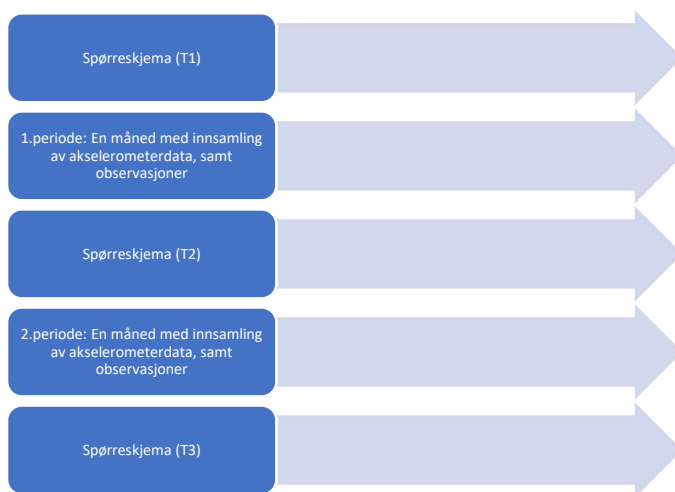 Spørreskjema (T1)
1.periode: En måned med innsamling
av akselerometerdata, samt
observasjoner
Spørreskjema (T2)
2.periode: En måned med innsamling
av akselerometerdata, samt
observasjoner
Spørreskjema (T3)